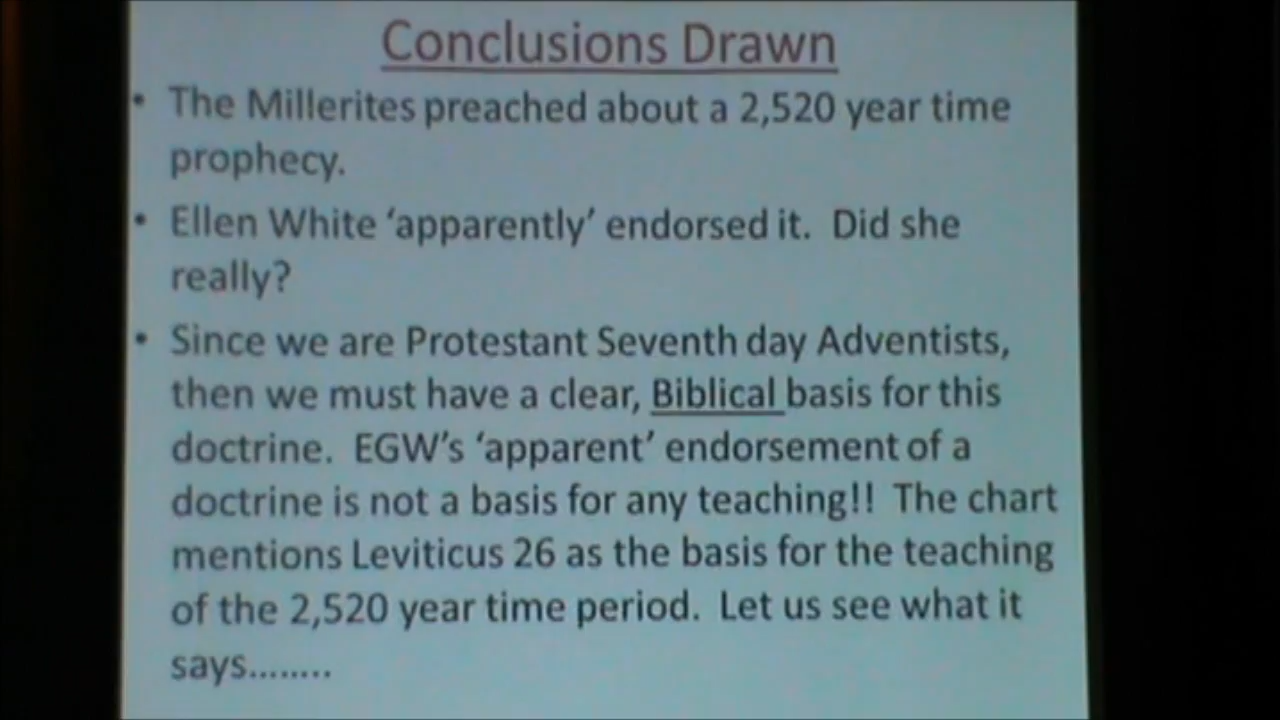 Conclusions Drawn
• The Millerites preached about a 2,520 year time
prophecy.
• Ellen White ‘apparently’ endorsed it.  Did she
really?
• Since we are Protestant Seventh day Adventists,
then we must have a clear, Biblical basis for this
doctrine.  EGW’s ‘apparent’ endorsement of a
doctrine is not a basis for any teaching!!  The chart
mentions Leviticus 26 as the basis for the teaching
of the 2,520 year time period.  Let us see what it
says........